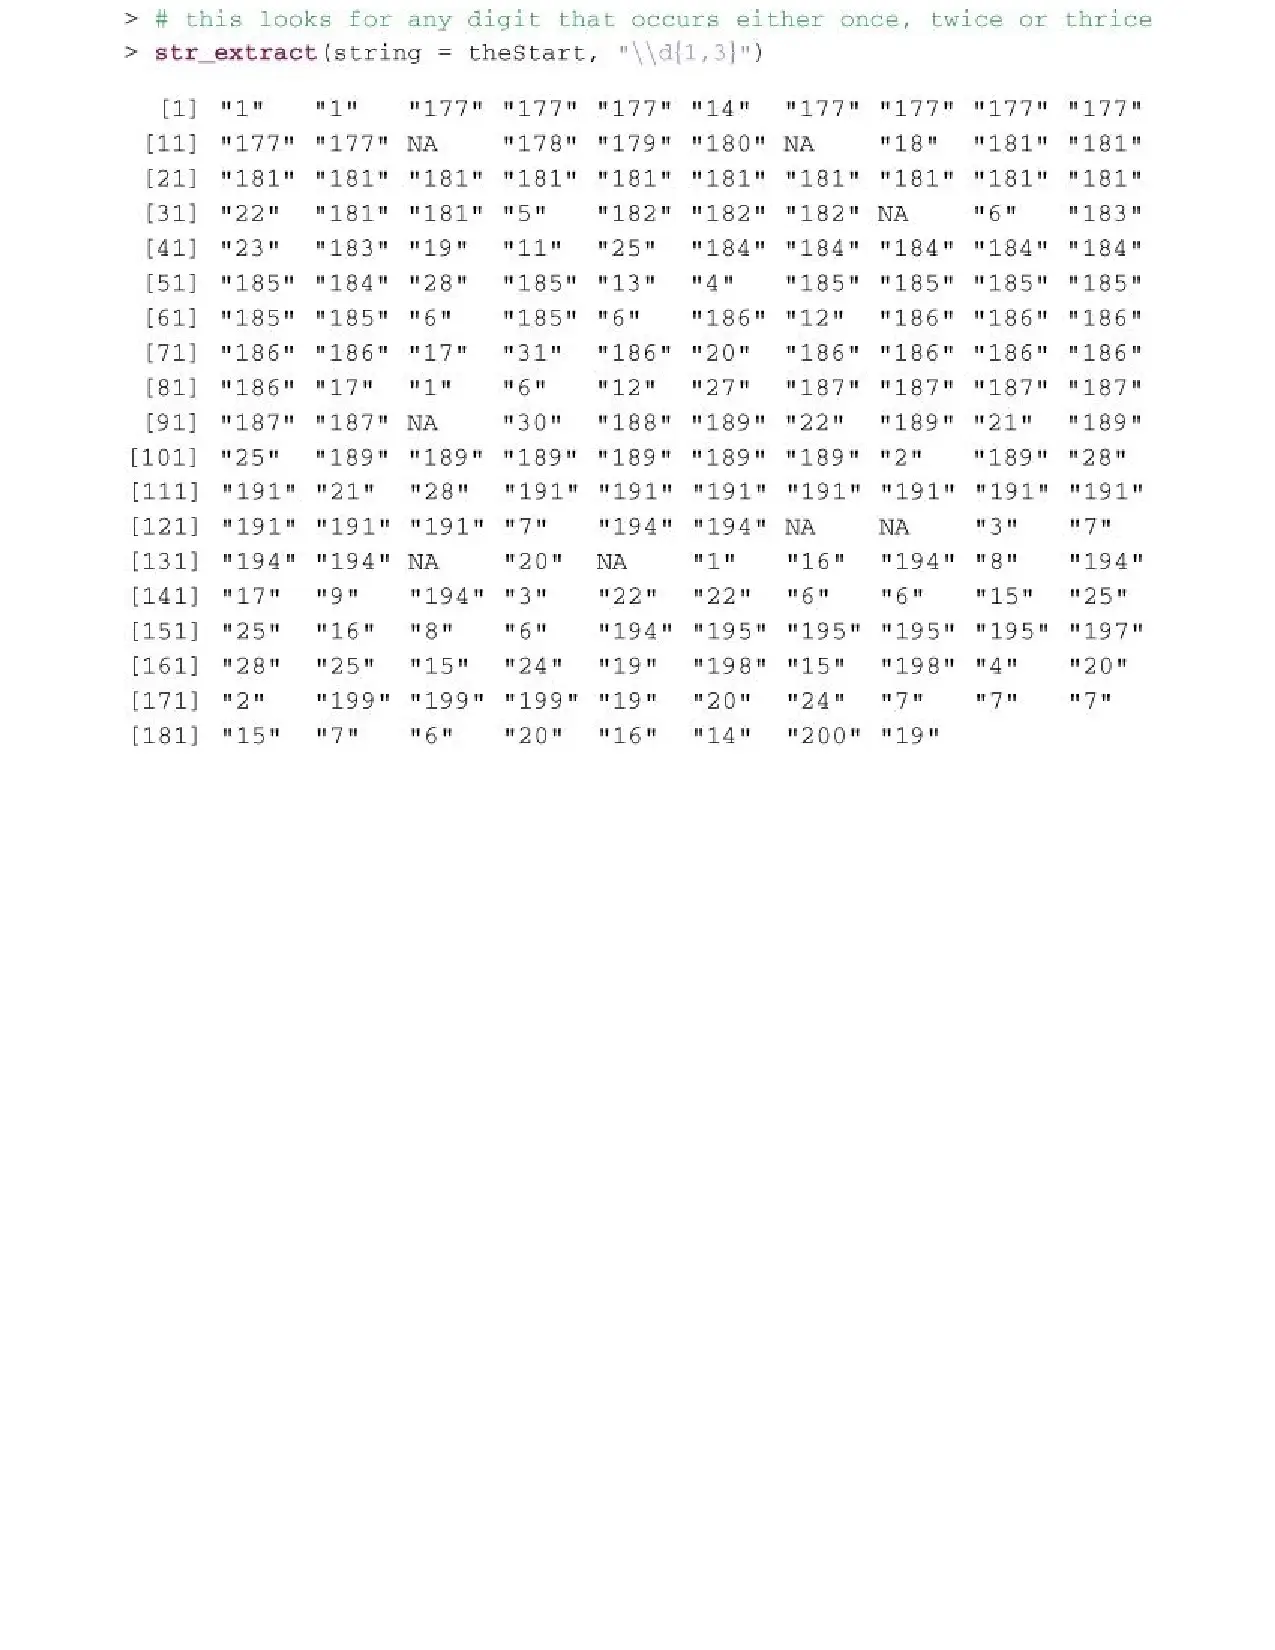 > # this looks for any digit that occurs either once, twice or thrice
> str_extract(string = theStart, "\\d{1,3}")
[1] "1" "1" "177" "177" "177" "14" "177" "177" "177" "177"
[11] "177" "177" NA "178" "179" "180" NA "18" "181" "181"
[21] "181" "181" "181" "181" "181" "181" "181" "181" "181" "181"
[31] "22" "181" "181" "5" "182" "182" "182" NA "6" "183"
[41] "23" "183" "19" "11" "25" "184" "184" "184" "184" "184"
[51] "185" "184" "28" "185" "13" "4" "185" "185" "185" "185"
[61] "185" "185" "6" "185" "6" "186" "12" "186" "186" "186"
[71] "186" "186" "17" "31" "186" "20" "186" "186" "186" "186"
[81] "186" "17" "1" "6" "12" "27" "187" "187" "187" "187"
[91] "187" "187" NA "30" "188" "189" "22" "189" "21" "189"
[101] "25" "189" "189" "189" "189" "189" "189" "2" "189" "28"
[111] "191" "21" "28" "191" "191" "191" "191" "191" "191" "191"
[121] "191" "191" "191" "7" "194" "194" NA NA "3" "7"
[131] "194" "194" NA "20" NA "1" "16" "194" "8" "194"
[141] "17" "9" "194" "3" "22" "22" "6" "6" "15" "25"
[151] "25" "16" "8" "6" "194" "195" "195" "195" "195" "197"
[161] "28" "25" "15" "24" "19" "198" "15" "198" "4" "20"
[171] "2" "199" "199" "199" "19" "20" "24" "7" "7" "7"
[181] "15" "7" "6" "20" "16" "14" "200" "19"